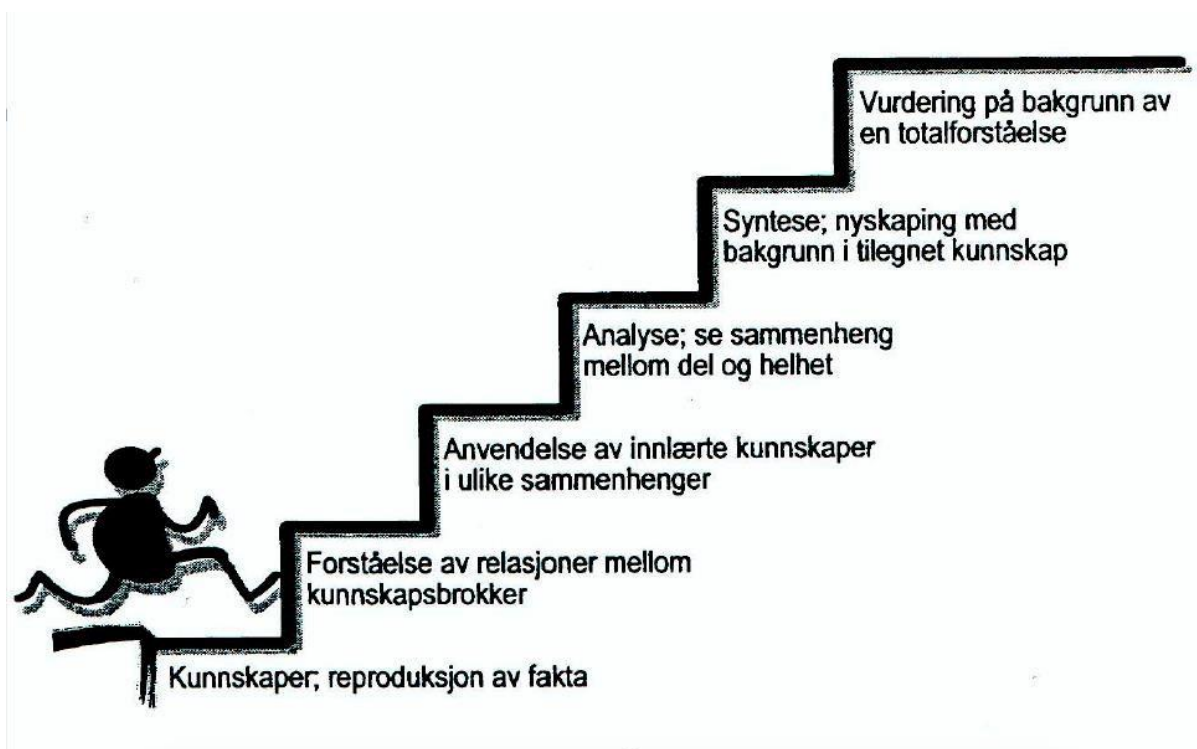 Vurdering på bakgrunn av
en totalforståelse
Syntese; nyskaping med
bakgrunn i tilegnet kunnskap
Analyse; se sammenheng
mellom del og helhet
Anvendelse av innlærte kunnskaper
i ulike sammenhenger
Forståelse av relasjoner mellom
kunnskapsbrokker
Kunnskaper; reproduksjon av fakta